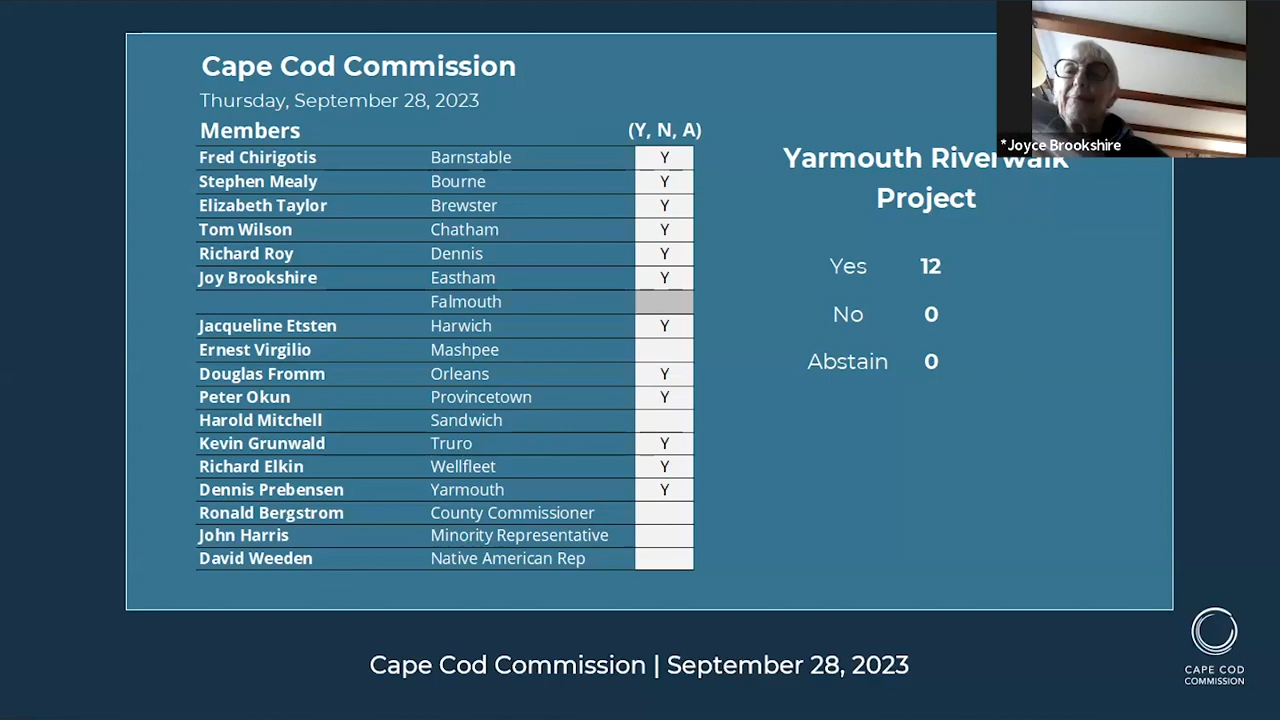 Cape Cod Commission
Thursday, September 28, 2023
Members (Y, N, A)
Fred Chirigotis Barnstable Y
Stephen Mealy Bourne Y
Elizabeth Taylor Brewster Y
Tom Wilson Chatham Y
Richard Roy Dennis Y
Joy Brookshire Eastham Y
Falmouth
Jacqueline Etsten Harwich Y
Ernest Virgilio Mashpee
Douglas Fromm Orleans Y
Peter Okun Provincetown Y
Harold Mitchell Sandwich
Kevin Grunwald Truro Y
Richard Elkin Wellfleet Y
Dennis Prebensen Yarmouth Y
Ronald Bergstrom County Commissioner
John Harris Minority Representative
David Weeden Native American Rep
*Joyce Brookshire
Yarmouth Riverwalk
Project
Yes 12
No 0
Abstain 0
Cape Cod Commission | September 28, 2023
CAPE COD
COMMISSION